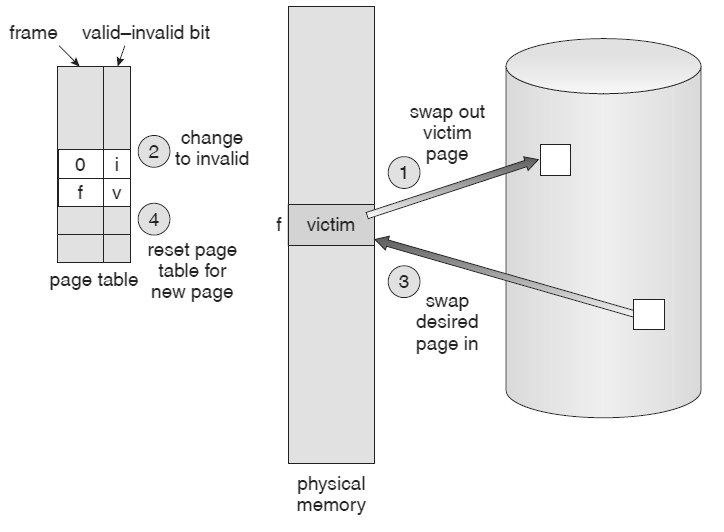 frame
valid–invalid bit
0
i
f
v
2
change
to invalid
4
reset page
table for
new page
page table
f
victim
physical
memory
swap out
victim
page
1
3
swap
desired
page in